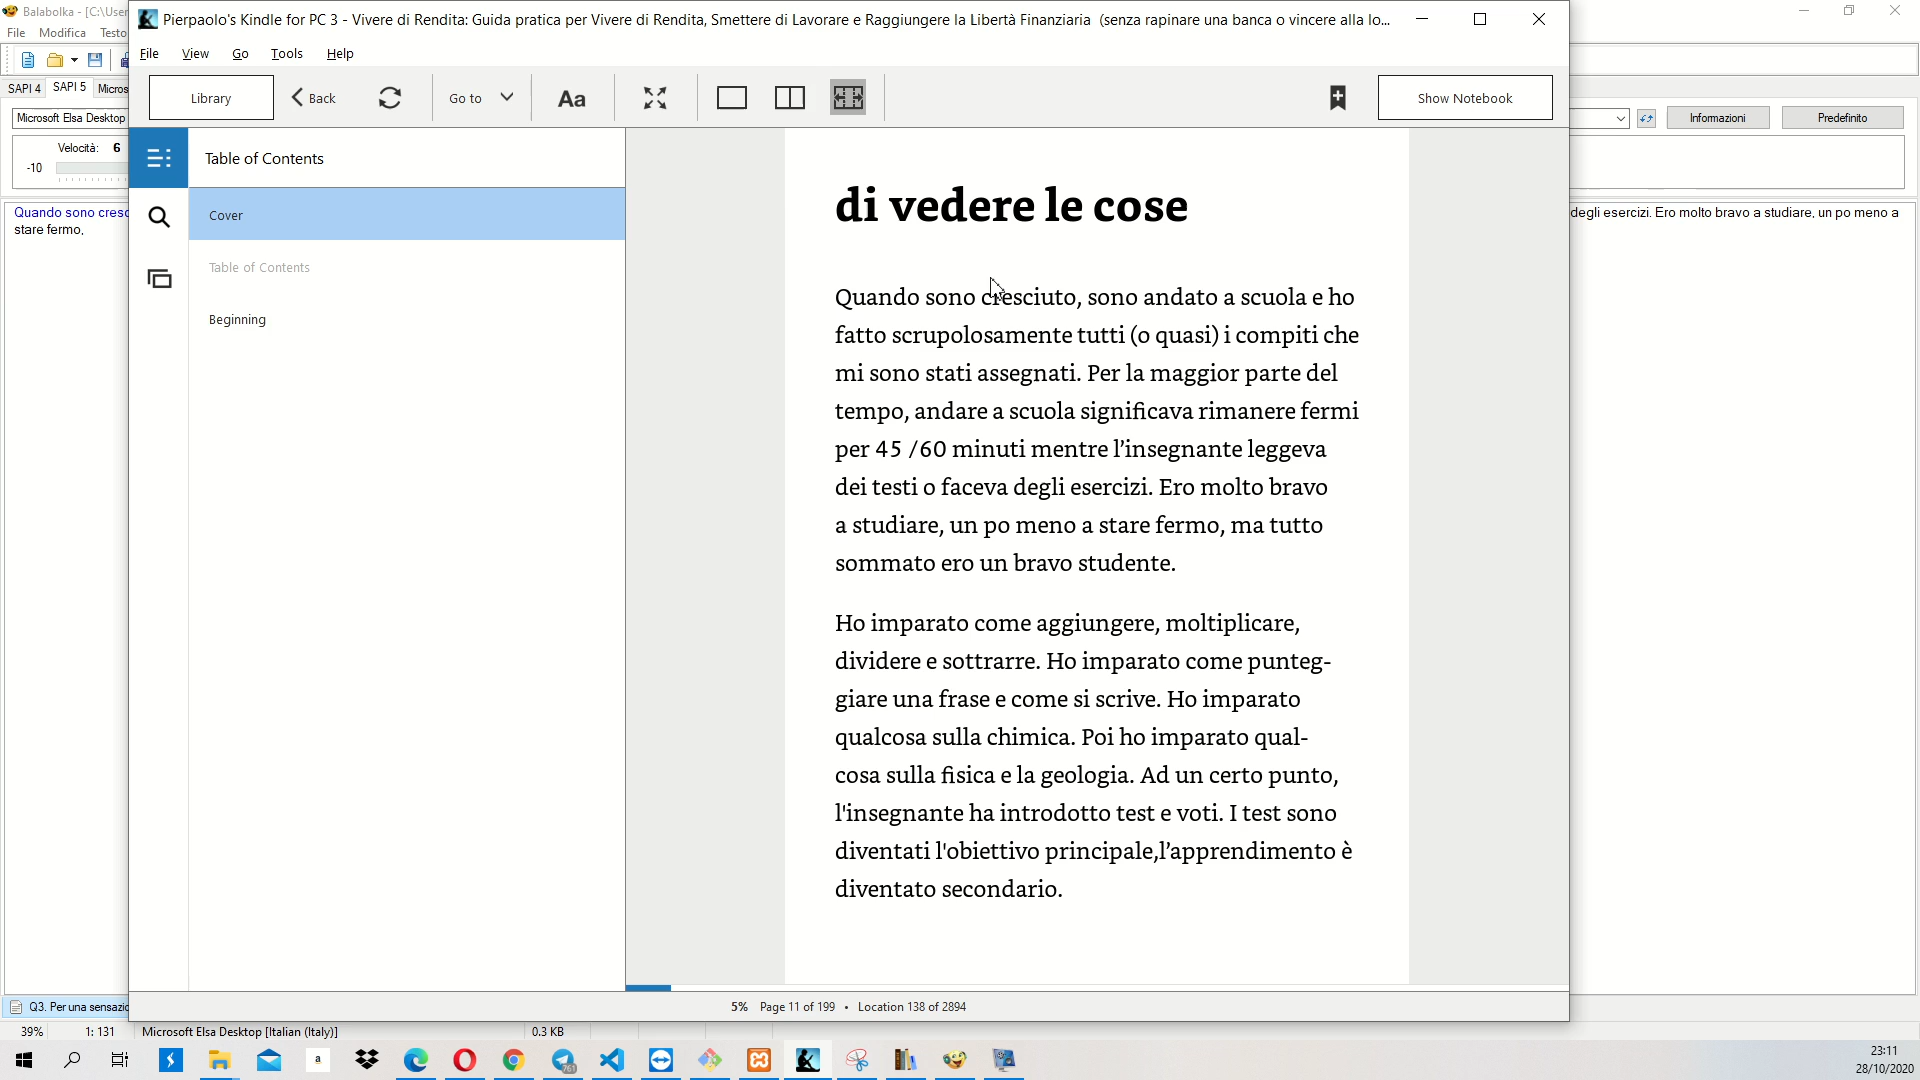 Balabolka - [C:\User
File Modifica Testo
SAPI 4 SAPI 5 Micros
Microsoft Elsa Desktop
Velocità: 6
-10
Quando sono cresc
stare fermo,
Pierpaolo's Kindle for PC 3 - Vivere di Rendita: Guida pratica per Vivere di Rendita, Smettere di Lavorare e Raggiungere la Libertà Finanziaria (senza rapinare una banca o vincere alla lo...
File View Go Tools Help
Library Back Go to Aa Show Notebook
Table of Contents
Cover
Table of Contents
Beginning
di vedere le cose
Quando sono cresciuto, sono andato a scuola e ho
fatto scrupolosamente tutti (o quasi) i compiti che
mi sono stati assegnati. Per la maggior parte del
tempo, andare a scuola significava rimanere fermi
per 45 /60 minuti mentre l’insegnante leggeva
dei testi o faceva degli esercizi. Ero molto bravo
a studiare, un po meno a stare fermo, ma tutto
sommato ero un bravo studente.
Ho imparato come aggiungere, moltiplicare,
dividere e sottrarre. Ho imparato come punteg-
giare una frase e come si scrive. Ho imparato
qualcosa sulla chimica. Poi ho imparato qual-
cosa sulla fisica e la geologia. Ad un certo punto,
l'insegnante ha introdotto test e voti. I test sono
diventati l'obiettivo principale,l’apprendimento è
diventato secondario.
5% Page 11 of 199 • Location 138 of 2894
Informazioni Predefinito
degli esercizi. Ero molto bravo a studiare, un po meno a
Q3. Per una sensazio
39% 1: 131 Microsoft Elsa Desktop [Italian (Italy)] 0.3 KB
a
761
23:11
28/10/2020